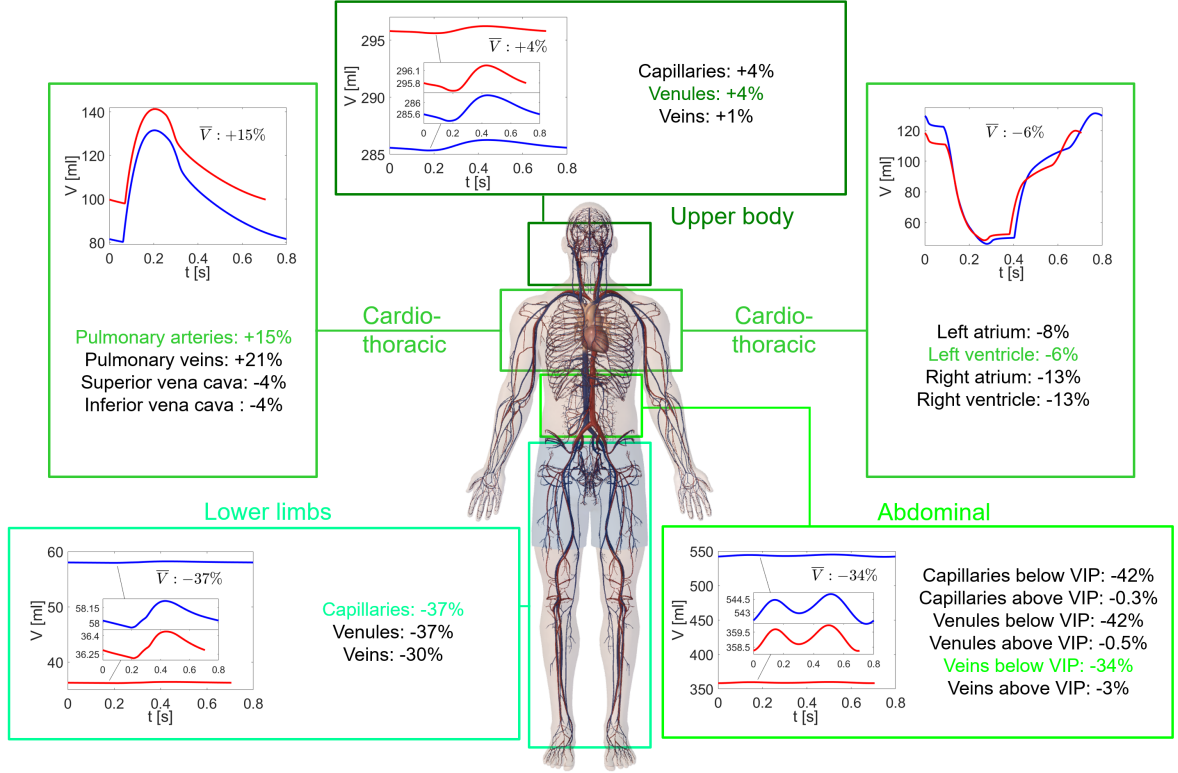 295
290
285
V [ml]
V̅ : +4%
296.1
295.8
286
285.6
0 0.2 0.4 0.6 0.8
0 0.2 0.4 0.6 0.8
t [s]
Capillaries: +4%
Venules: +4%
Veins: +1%
Upper body
140
120
100
80
V [ml]
V̅ : +15%
0 0.2 0.4 0.6 0.8
t [s]
Pulmonary arteries: +15%
Pulmonary veins: +21%
Superior vena cava: -4%
Inferior vena cava : -4%
Cardio-
thoracic
Cardio-
thoracic
120
100
80
60
V [ml]
V̅ : −6%
0 0.2 0.4 0.6 0.8
t [s]
Left atrium: -8%
Left ventricle: -6%
Right atrium: -13%
Right ventricle: -13%
Lower limbs
60
50
40
V [ml]
V̅ : −37%
58.15
58
36.4
36.25
0 0.2 0.4 0.6 0.8
0 0.2 0.4 0.6 0.8
t [s]
Capillaries: -37%
Venules: -37%
Veins: -30%
Abdominal
550
500
450
400
350
V [ml]
V̅ : −34%
544.5
543
359.5
358.5
0 0.2 0.4 0.6 0.8
0 0.2 0.4 0.6 0.8
t [s]
Capillaries below VIP: -42%
Capillaries above VIP: -0.3%
Venules below VIP: -42%
Venules above VIP: -0.5%
Veins below VIP: -34%
Veins above VIP: -3%